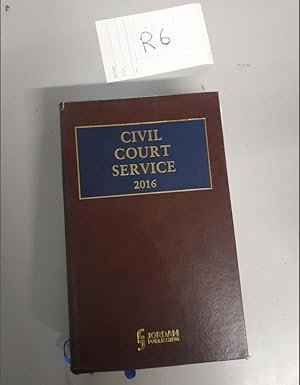 R6
CIVIL
COURT
SERVICE
2016
JORDAN
PUBLISHING